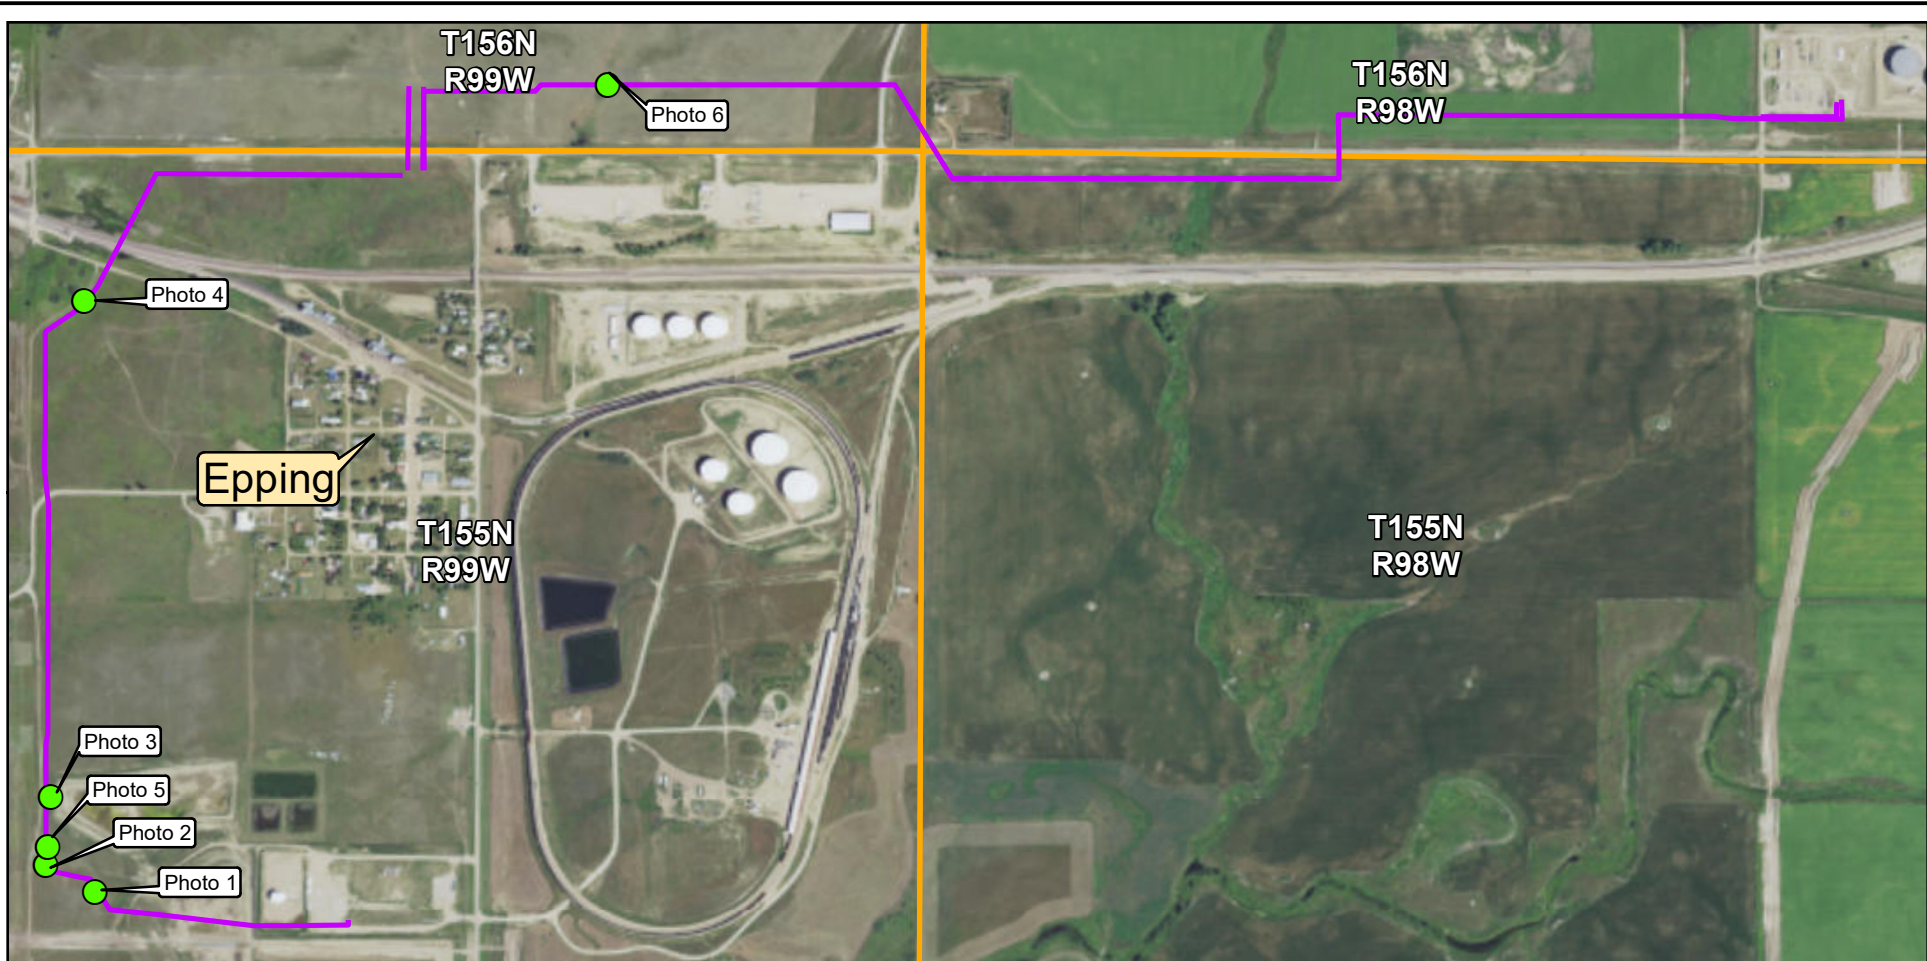 T156N
R99W
Photo 6
T156N
R98W
Photo 4
Epping
T155N
R99W
T155N
R98W
Photo 3
Photo 5
Photo 2
Photo 1